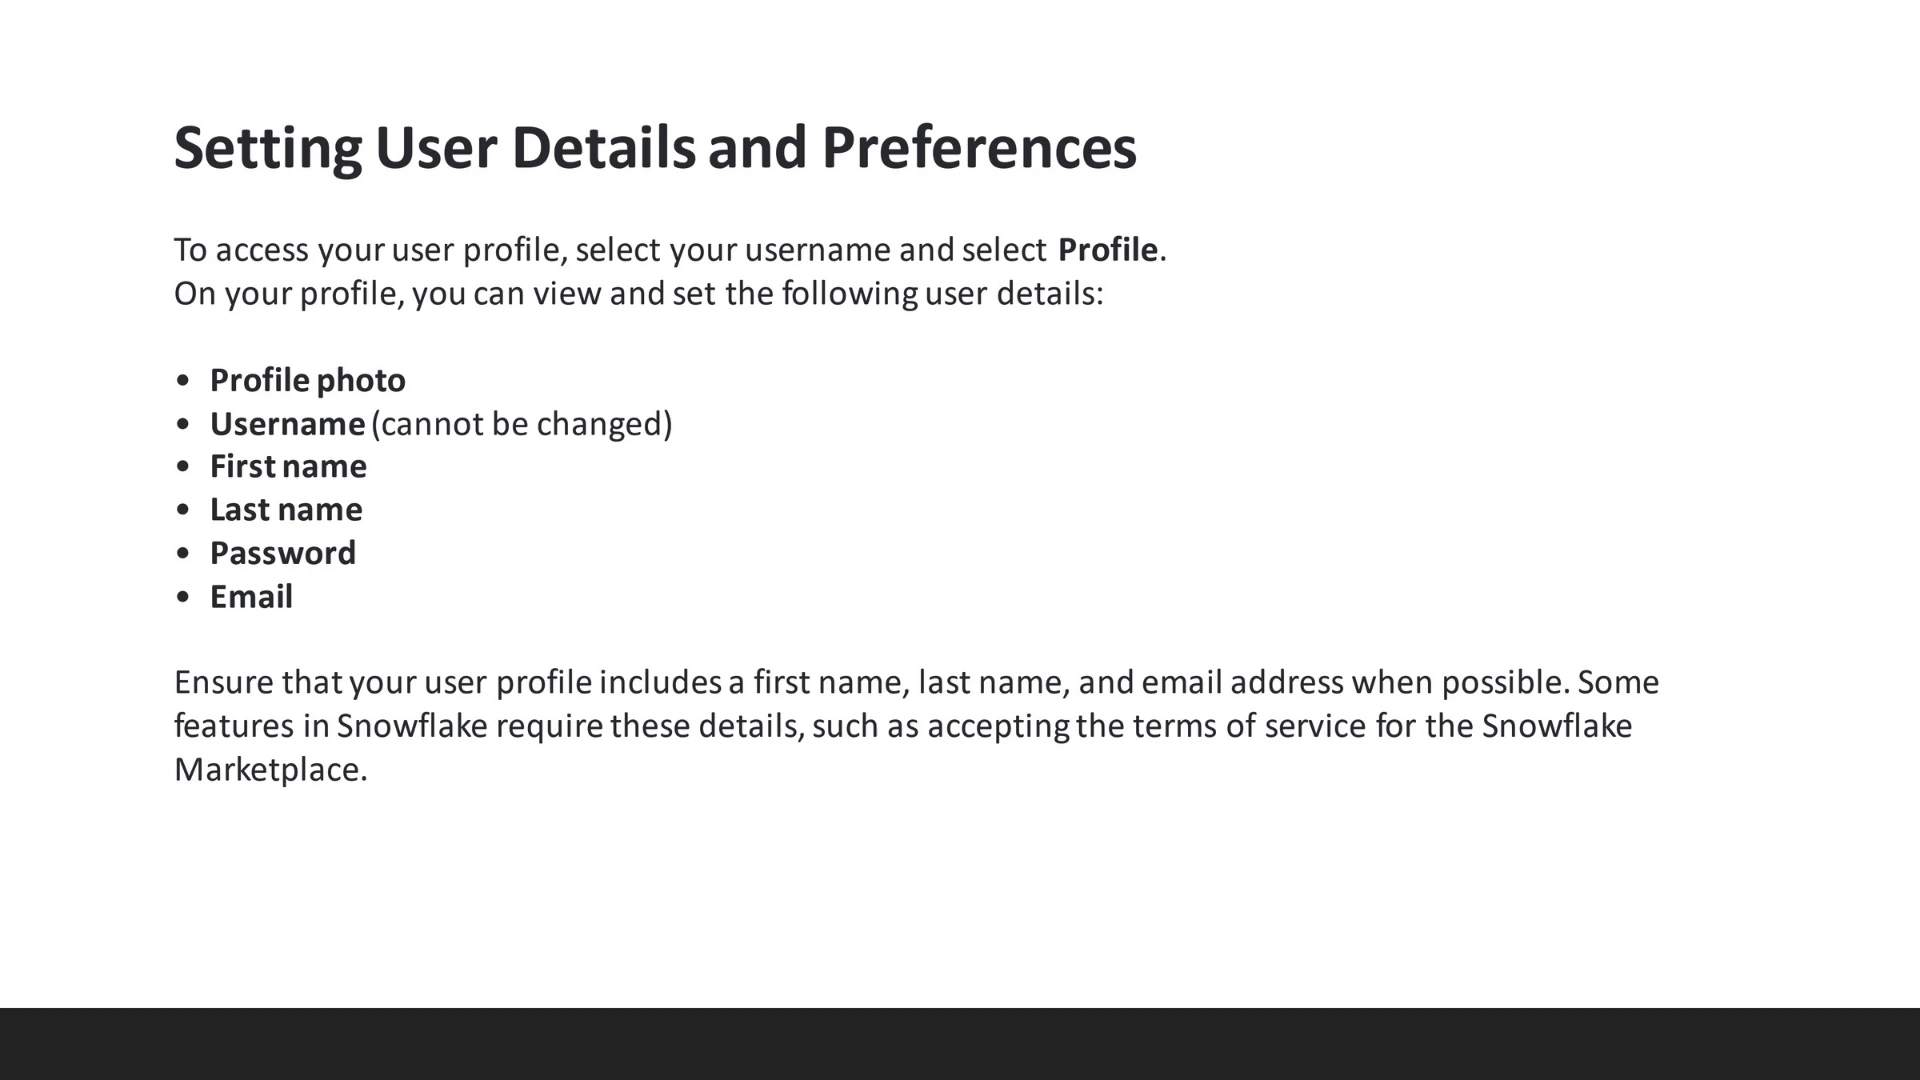 Setting User Details and Preferences
To access your user profile, select your username and select Profile.
On your profile, you can view and set the following user details:
• Profile photo
• Username (cannot be changed)
• First name
• Last name
• Password
• Email
Ensure that your user profile includes a first name, last name, and email address when possible. Some
features in Snowflake require these details, such as accepting the terms of service for the Snowflake
Marketplace.